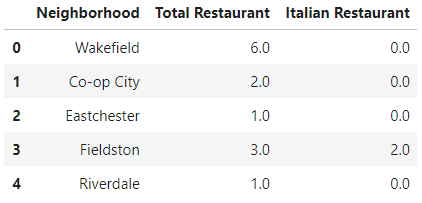 Neighborhood Total Restaurant Italian Restaurant
0 Wakefield 6.0 0.0
1 Co-op City 2.0 0.0
2 Eastchester 1.0 0.0
3 Fieldston 3.0 2.0
4 Riverdale 1.0 0.0